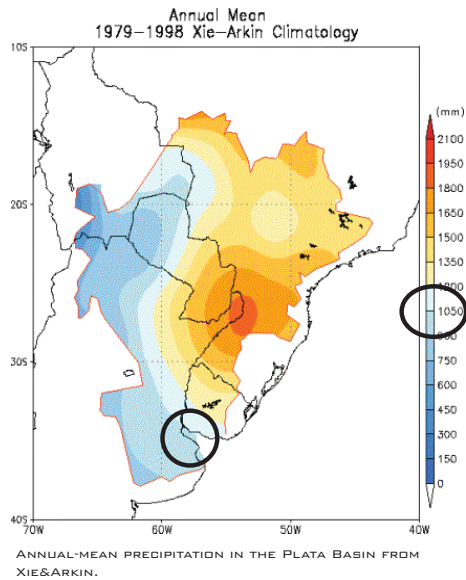 Annual Mean
1979-1998 Xie-Arkin Climatology
10S
20S
30S
40S
70W
60W
50W
40W
(mm)
2100
1950
1800
1650
1500
1350
1200
1050
900
750
600
450
300
150
0
ANNUAL-MEAN PRECIPITATION IN THE PLATA BASIN FROM
XIE&ARKIN.